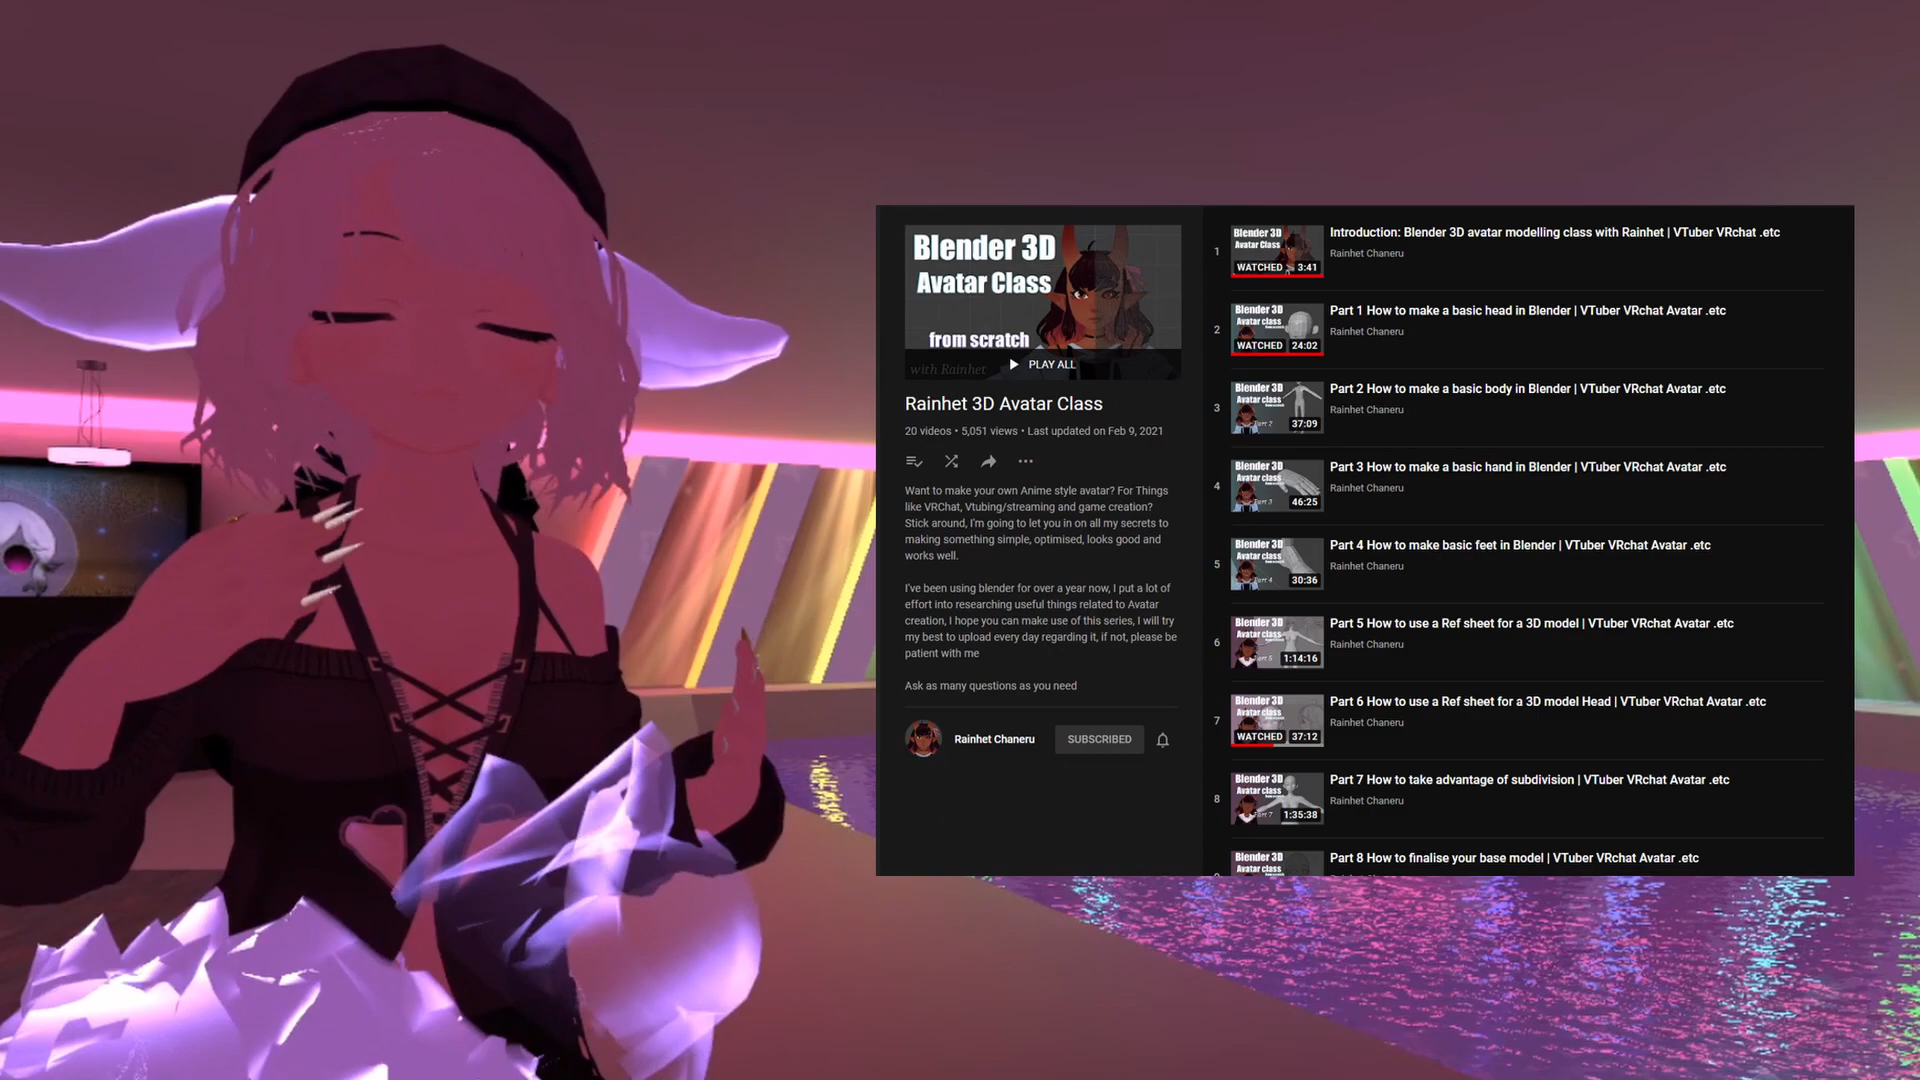 Blender 3D
Avatar Class
from scratch
with Rainhet
PLAY ALL
Rainhet 3D Avatar Class
20 videos • 5,051 views • Last updated on Feb 9, 2021
Want to make your own Anime style avatar? For Things
like VRChat, Vtubing/streaming and game creation?
Stick around, I'm going to let you in on all my secrets to
making something simple, optimised, looks good and
works well.
I've been using blender for over a year now, I put a lot of
effort into researching useful things related to Avatar
creation, I hope you can make use of this series, I will try
my best to upload every day regarding it, if not, please be
patient with me
Ask as many questions as you need
Rainhet Chaneru
SUBSCRIBED
1
Blender 3D
Avatar Class
WATCHED
3:41
Introduction: Blender 3D avatar modelling class with Rainhet | VTuber VRchat .etc
Rainhet Chaneru
2
Blender 3D
Avatar class
WATCHED
24:02
Part 1 How to make a basic head in Blender | VTuber VRchat Avatar .etc
Rainhet Chaneru
3
Blender 3D
Avatar class
Part 2
37:09
Part 2 How to make a basic body in Blender | VTuber VRchat Avatar .etc
Rainhet Chaneru
4
Blender 3D
Avatar class
Part 3
46:25
Part 3 How to make a basic hand in Blender | VTuber VRchat Avatar .etc
Rainhet Chaneru
5
Blender 3D
Avatar class
Part 4
30:36
Part 4 How to make basic feet in Blender | VTuber VRchat Avatar .etc
Rainhet Chaneru
6
Blender 3D
Avatar class
Part 5
1:14:16
Part 5 How to use a Ref sheet for a 3D model | VTuber VRchat Avatar .etc
Rainhet Chaneru
7
Blender 3D
Avatar class
WATCHED
37:12
Part 6 How to use a Ref sheet for a 3D model Head | VTuber VRchat Avatar .etc
Rainhet Chaneru
8
Blender 3D
Avatar class
Part 7
1:35:38
Part 7 How to take advantage of subdivision | VTuber VRchat Avatar .etc
Rainhet Chaneru
Blender 3D
Avatar class
Part 8 How to finalise your base model | VTuber VRchat Avatar .etc